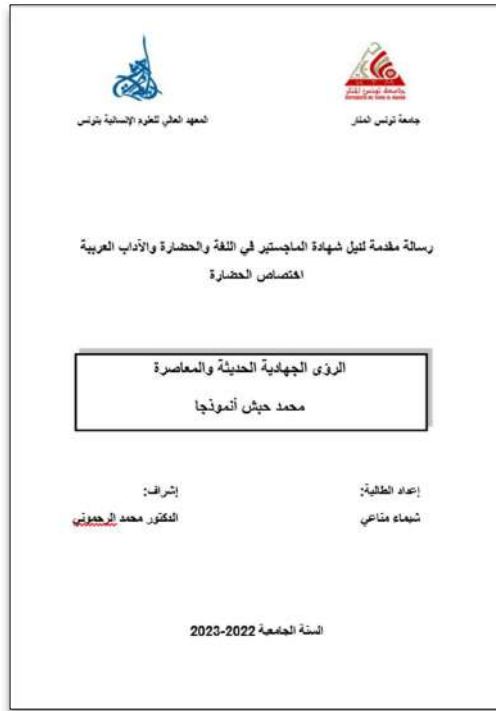 جامعة تونس المنار
المعهد العالي للعلوم الإنسانية بتونس
رسالة مقدمة لنيل شهادة الماجستير في اللغة والحضارة والآداب العربية
اختصاص الحضارة
الرؤى الجهادية الحديثة والمعاصرة
محمد حبش أنموذجا
إعداد الطالبة:
شيماء مناعي
إشراف:
الدكتور محمد الرحموني
السنة الجامعية 2022-2023